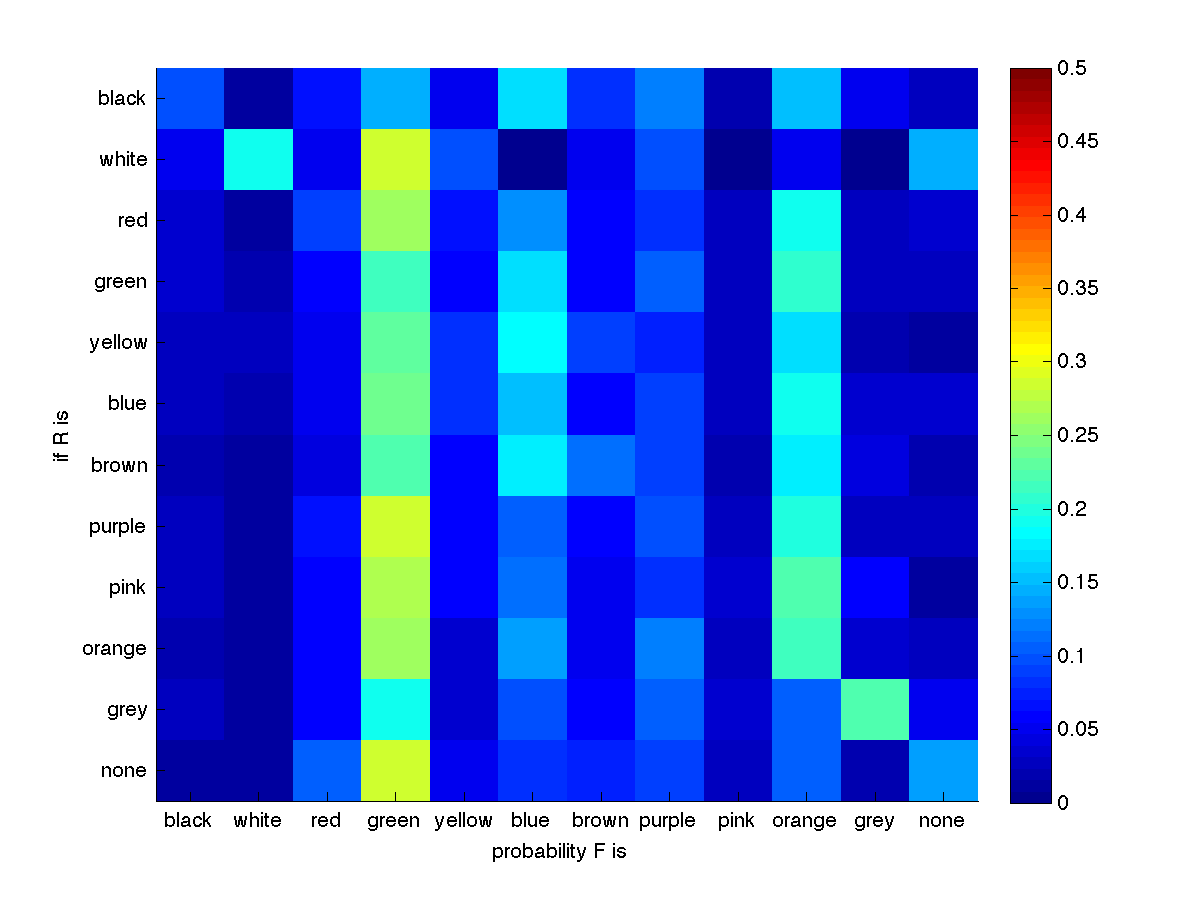 black
white
red
green
yellow
blue
brown
purple
pink
orange
grey
none
if R is
black white red green yellow blue brown purple pink orange grey none
probability F is
0.5
0.45
0.4
0.35
0.3
0.25
0.2
0.15
0.1
0.05
0